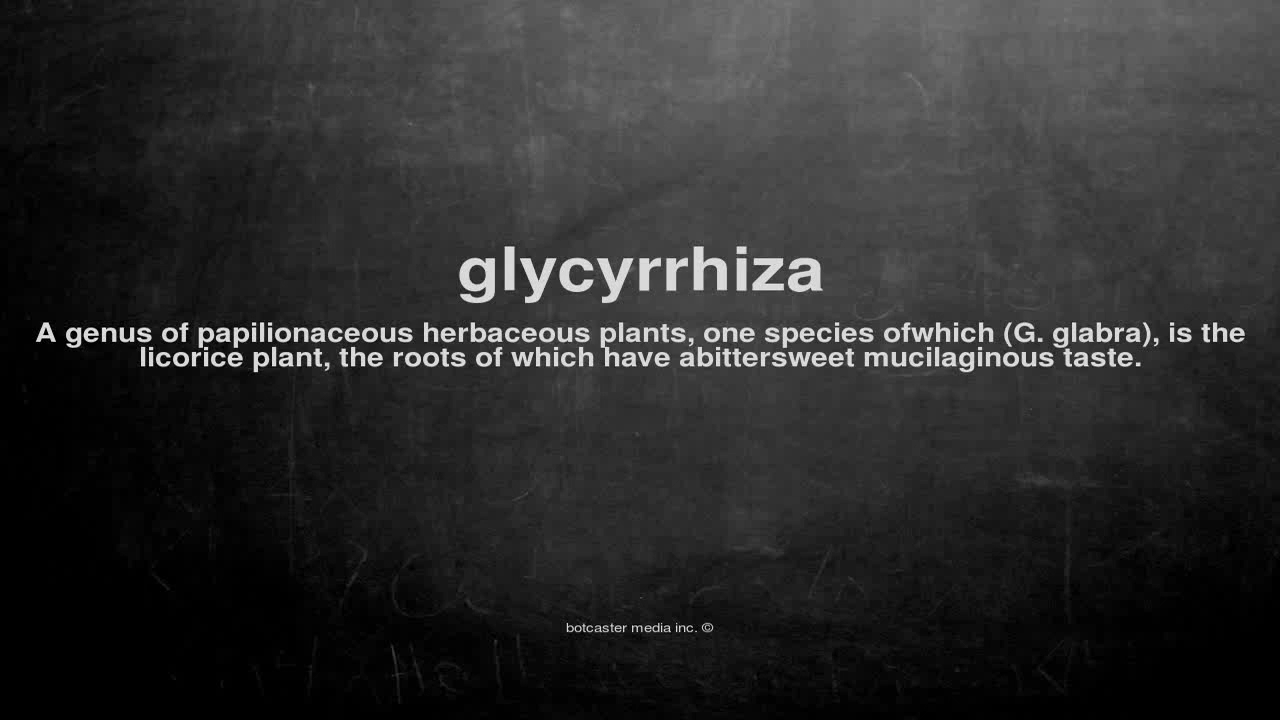 glycyrrhiza
A genus of papilionaceous herbaceous plants, one species ofwhich (G. glabra), is the
licorice plant, the roots of which have abittersweet mucilaginous taste.
botcaster media inc. ©